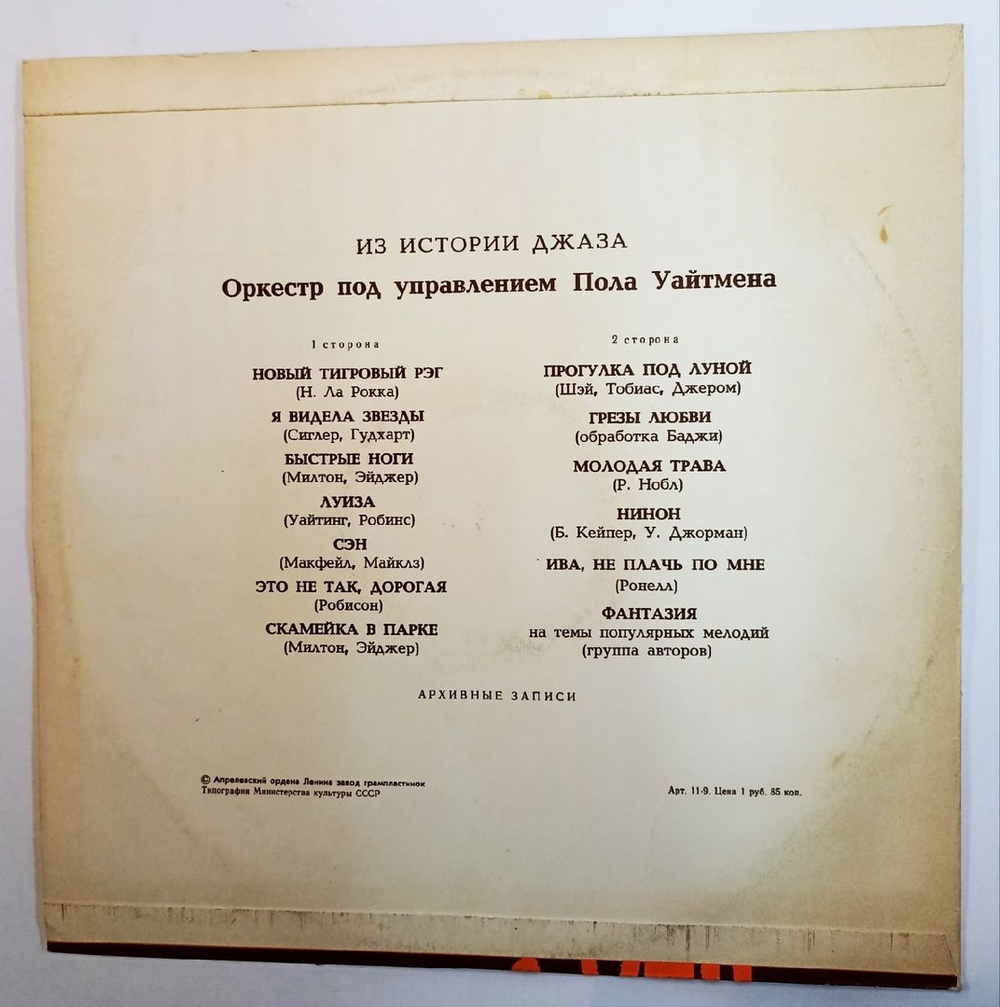 ИЗ ИСТОРИИ ДЖАЗА
Оркестр под управлением Пола Уайтмена
1 сторона
НОВЫЙ ТИГРОВЫЙ РЭГ
(Н. Ла Рокка)
Я ВИДЕЛА ЗВЕЗДЫ
(Сиглер, Гудхарт)
БЫСТРЫЕ НОГИ
(Милтон, Эйджер)
ЛУИЗА
(Уайтинг, Робинс)
СЭН
(Макфейл, Майклз)
ЭТО НЕ ТАК, ДОРОГАЯ
(Робисон)
СКАМЕЙКА В ПАРКЕ
(Милтон, Эйджер)
2 сторона
ПРОГУЛКА ПОД ЛУНОЙ
(Шэй, Тобиас, Джером)
ГРЕЗЫ ЛЮБВИ
(обработка Баджи)
МОЛОДАЯ ТРАВА
(Р. Нобл)
НИНОН
(Б. Кейпер, У. Джорман)
ИВА, НЕ ПЛАЧЬ ПО МНЕ
(Ронелл)
ФАНТАЗИЯ
на темы популярных мелодий
(группа авторов)
АРХИВНЫЕ ЗАПИСИ
© Апрелевский ордена Ленина завод грампластинок
Типография Министерства культуры СССР
Арт. 11-9. Цена 1 руб. 85 коп.